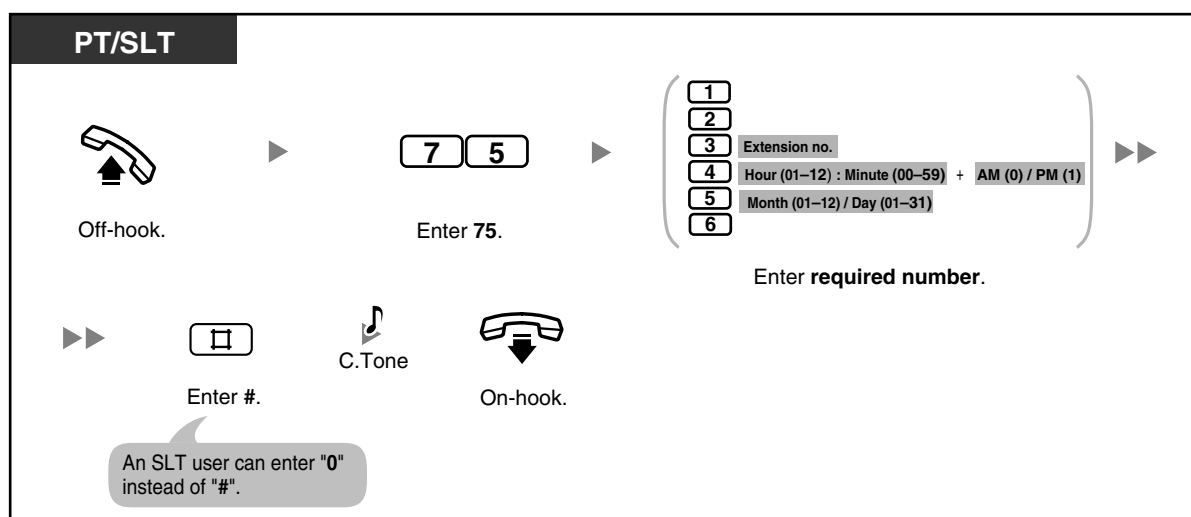 PT/SLT
1
2
3 Extension no.
4 Hour (01–12) : Minute (00–59) + AM (0) / PM (1)
5 Month (01–12) / Day (01–31)
6
7 5
Off-hook.
Enter 75.
Enter required number.
C.Tone
Enter #.
On-hook.
An SLT user can enter "0"
instead of "#".